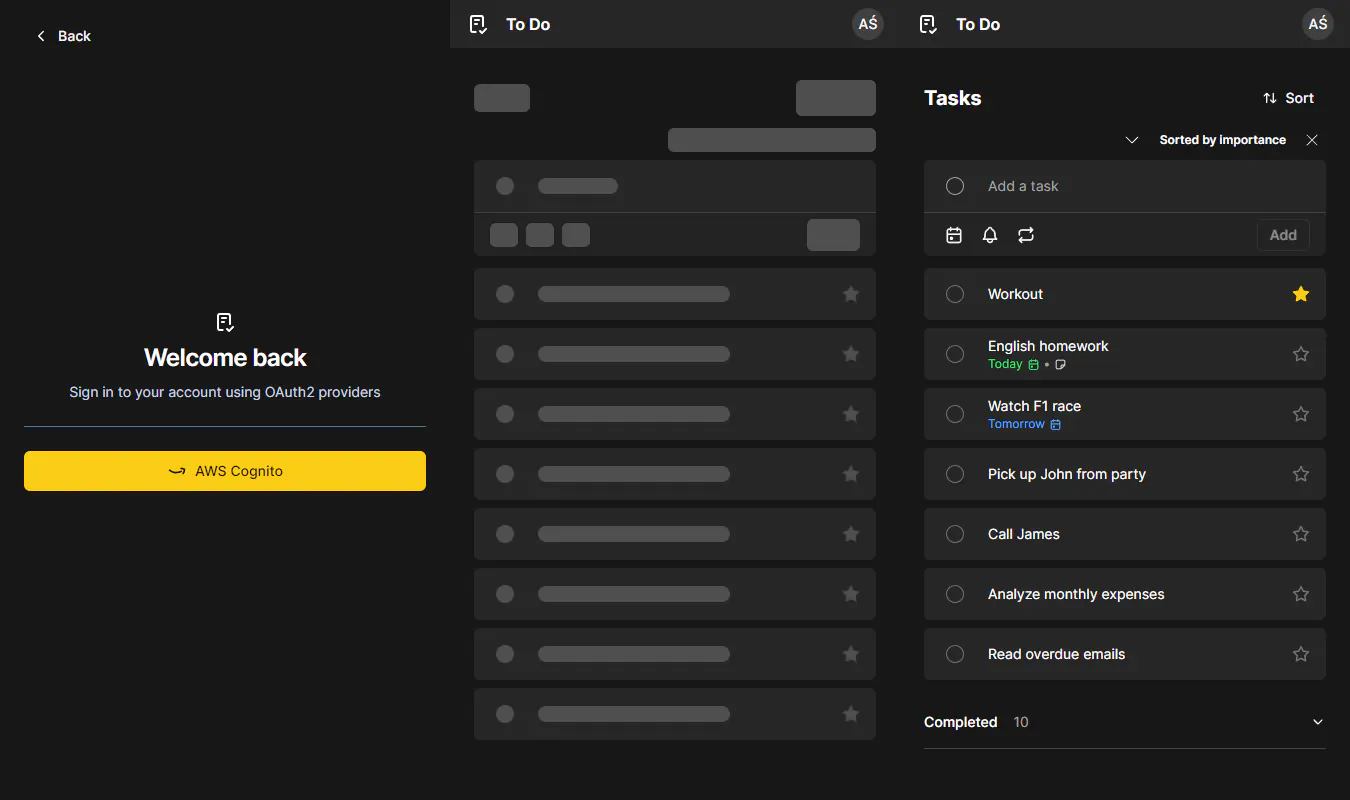 Back
Welcome back
Sign in to your account using OAuth2 providers
AWS Cognito
To Do
AŚ
To Do
AŚ
Tasks
Sort
Sorted by importance
Add a task
Add
Workout
English homework
Today
Watch F1 race
Tomorrow
Pick up John from party
Call James
Analyze monthly expenses
Read overdue emails
Completed 10